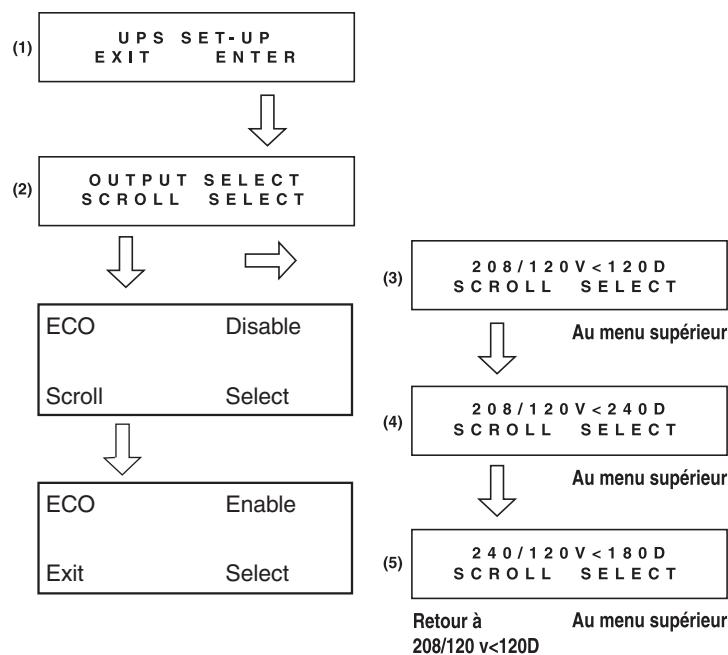 (1)
UPS SET-UP
EXIT ENTER
(2)
OUTPUT SELECT
SCROLL SELECT
ECO Disable
Scroll Select
ECO Enable
Exit Select
(3)
208/120V<120D
SCROLL SELECT
Au menu supérieur
(4)
208/120V<240D
SCROLL SELECT
Au menu supérieur
(5)
240/120V<180D
SCROLL SELECT
Retour à Au menu supérieur
208/120 v<120D